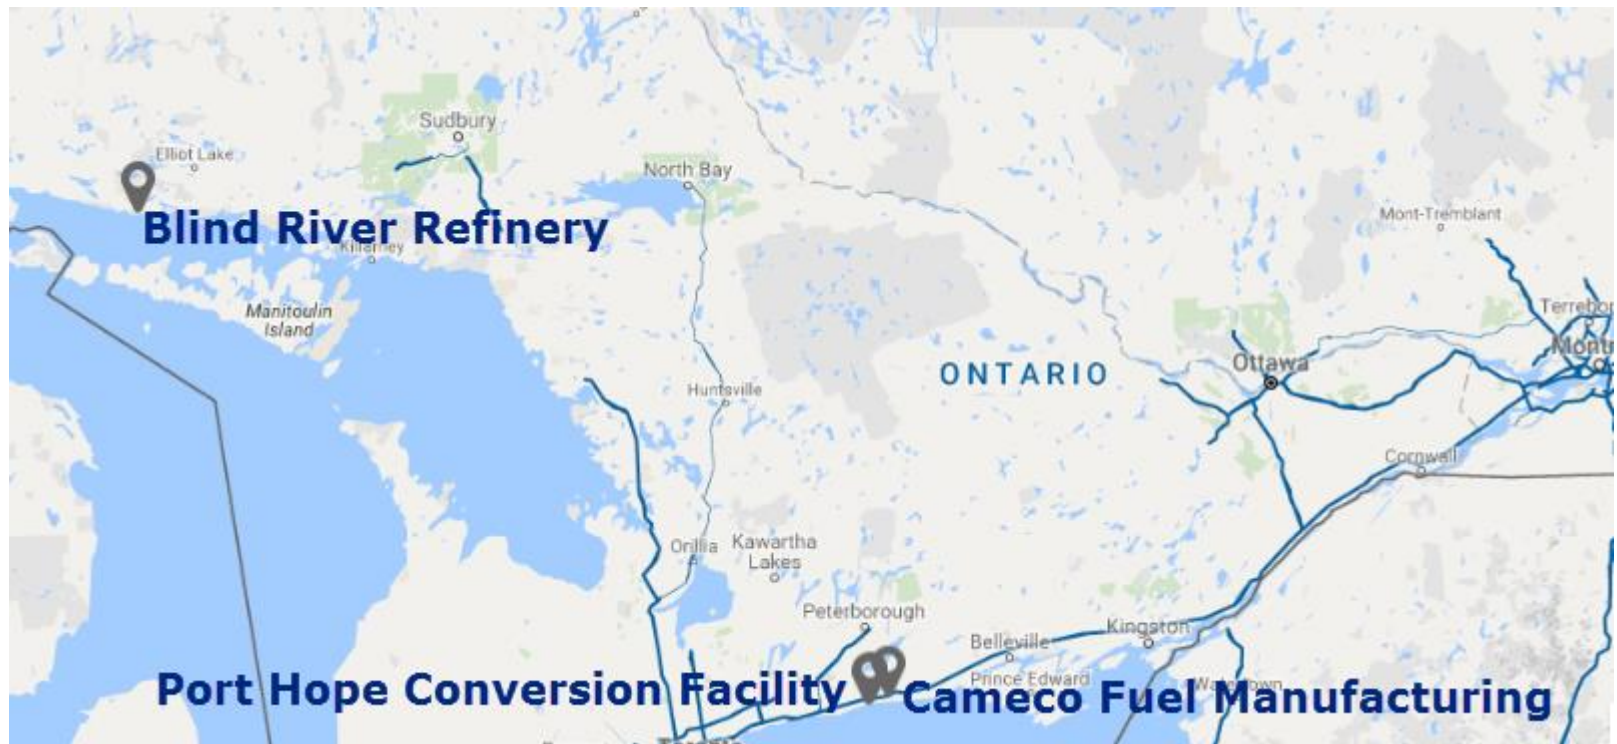 Sudbury
Elliot Lake
North Bay
Blind River Refinery
Killarney
Mont-Tremblant
Manitoulin
Island
ONTARIO
Ottawa
Huntsville
Cornwall
Orillia
Kawartha
Lakes
Peterborough
Belleville
Kingston
Prince Edward
Port Hope Conversion Facility
Cameco Fuel Manufacturing
Toronto